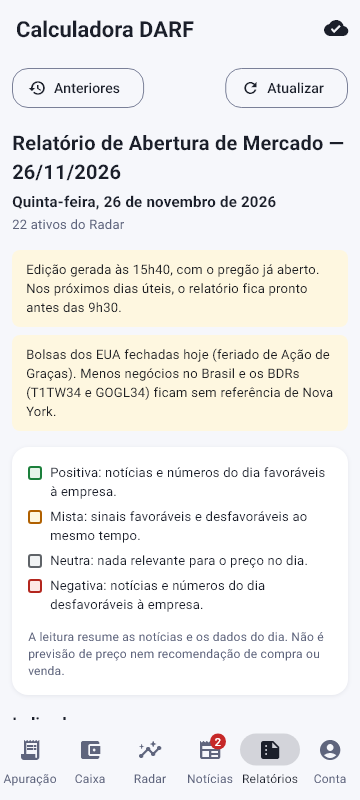 Calculadora DARF
Anteriores
Atualizar
Relatório de Abertura de Mercado —
26/11/2026
Quinta-feira, 26 de novembro de 2026
22 ativos do Radar
Edição gerada às 15h40, com o pregão já aberto.
Nos próximos dias úteis, o relatório fica pronto
antes das 9h30.
Bolsas dos EUA fechadas hoje (feriado de Ação de
Graças). Menos negócios no Brasil e os BDRs
(T1TW34 e GOGL34) ficam sem referência de Nova
York.
Positiva: notícias e números do dia favoráveis
à empresa.
Mista: sinais favoráveis e desfavoráveis ao
mesmo tempo.
Neutra: nada relevante para o preço no dia.
Negativa: notícias e números do dia
desfavoráveis à empresa.
A leitura resume as notícias e os dados do dia. Não é
previsão de preço nem recomendação de compra ou
venda.
2
Apuração
Caixa
Radar
Notícias
Relatórios
Conta